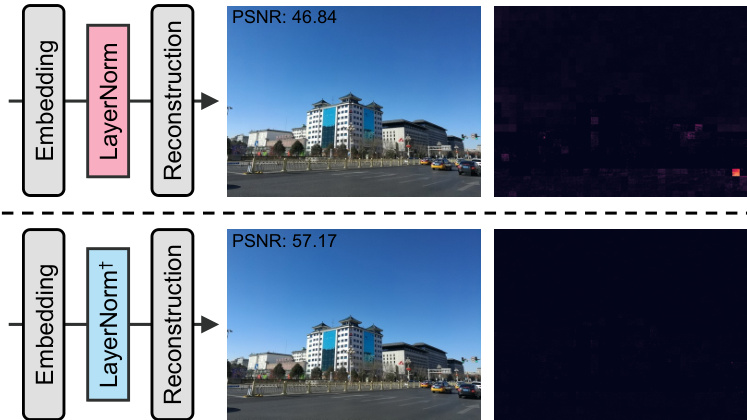 Embedding
LayerNorm
Reconstruction
PSNR: 46.84
Embedding
LayerNorm†
Reconstruction
PSNR: 57.17